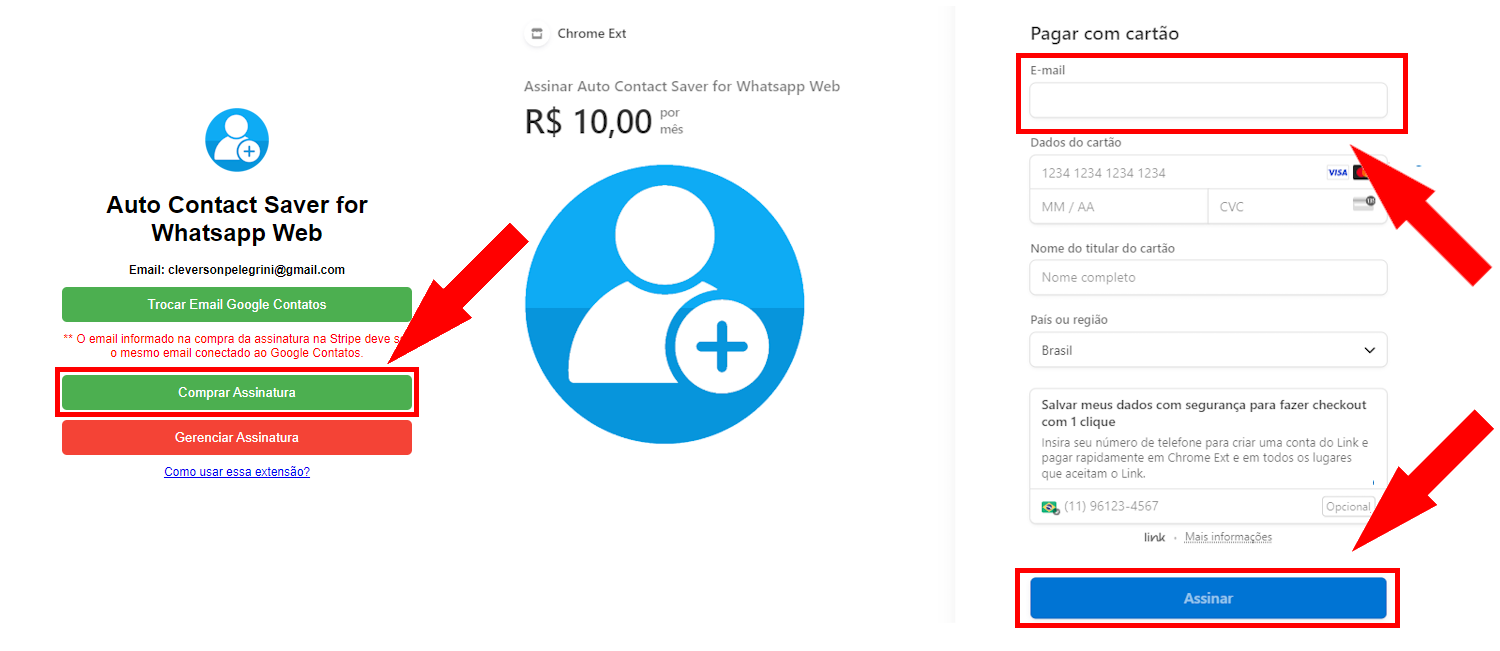 Auto Contact Saver for
Whatsapp Web
Email: cleversonpelegrini@gmail.com
Trocar Email Google Contatos
** O email informado na compra da assinatura na Stripe deve
o mesmo email conectado ao Google Contatos.
Comprar Assinatura
Gerenciar Assinatura
Como usar essa extensão?
Chrome Ext
Assinar Auto Contact Saver for Whatsapp Web
R$ 10,00 por
mês
Pagar com cartão
E-mail
Dados do cartão
1234 1234 1234 1234
VISA
MM / AA
CVC
Nome do titular do cartão
Nome completo
País ou região
Brasil
Salvar meus dados com segurança para fazer checkout
com 1 clique
Insira seu número de telefone para criar uma conta do Link e
pagar rapidamente em Chrome Ext e em todos os lugares
que aceitam o Link.
(11) 96123-4567
Opcional
link · Mais informações
Assinar